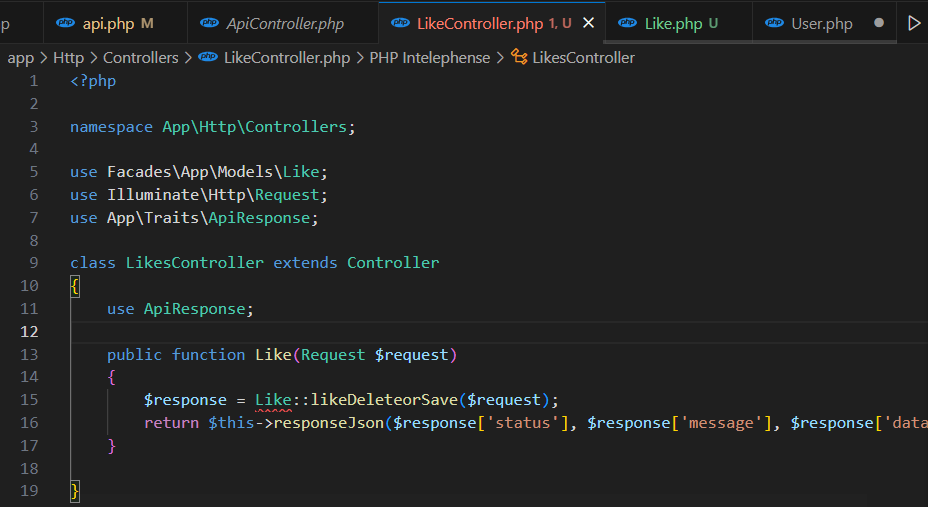 p php api.php M php ApiController.php php LikeController.php 1, U php Like.php U php User.php
app > Http > Controllers > php LikeController.php > PHP Intelephense > LikesController
1 <?php
2
3 namespace App\Http\Controllers;
4
5 use Facades\App\Models\Like;
6 use Illuminate\Http\Request;
7 use App\Traits\ApiResponse;
8
9 class LikesController extends Controller
10 {
11 use ApiResponse;
12
13 public function Like(Request $request)
14 {
15 $response = Like::likeDeleteorSave($request);
16 return $this->responseJson($response['status'], $response['message'], $response['data
17 }
18
19 }